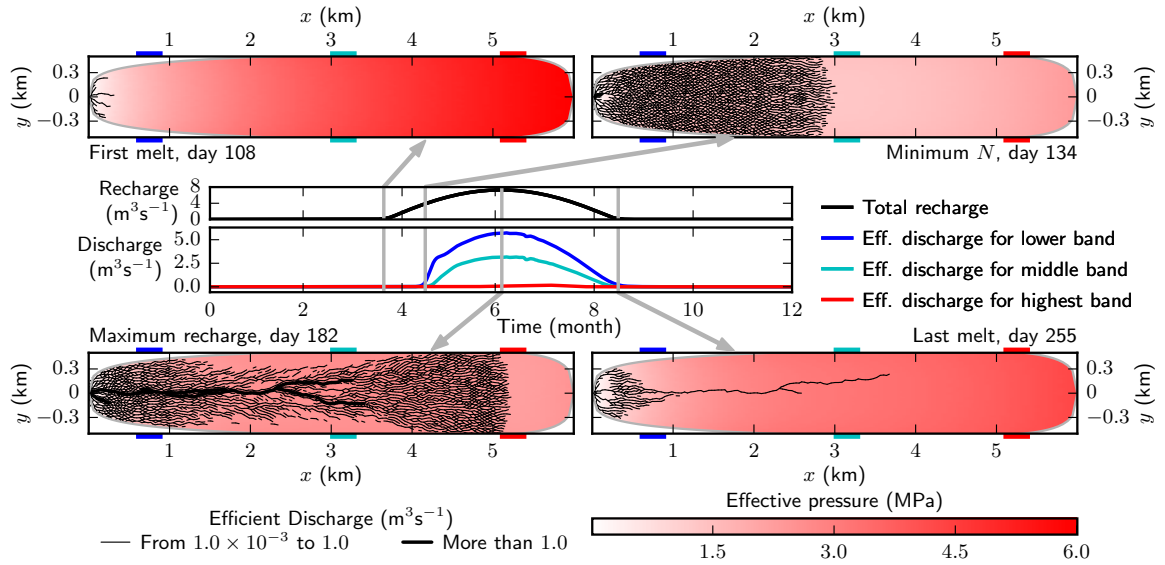 x (km)
x (km)
1 2 3 4 5
1 2 3 4 5
y (km)
0.3
0
−0.3
0.3
0
−0.3
y (km)
First melt, day 108
Minimum N, day 134
Recharge
(m³s⁻¹)
8
4
0
Discharge
(m³s⁻¹)
5.0
2.5
0.0
0 2 4 6 8 10 12
Time (month)
Total recharge
Eff. discharge for lower band
Eff. discharge for middle band
Eff. discharge for highest band
Maximum recharge, day 182
Last melt, day 255
y (km)
0.3
0
−0.3
0.3
0
−0.3
y (km)
1 2 3 4 5
1 2 3 4 5
x (km)
x (km)
Efficient Discharge (m³s⁻¹)
From 1.0 × 10⁻³ to 1.0
More than 1.0
Effective pressure (MPa)
1.5 3.0 4.5 6.0